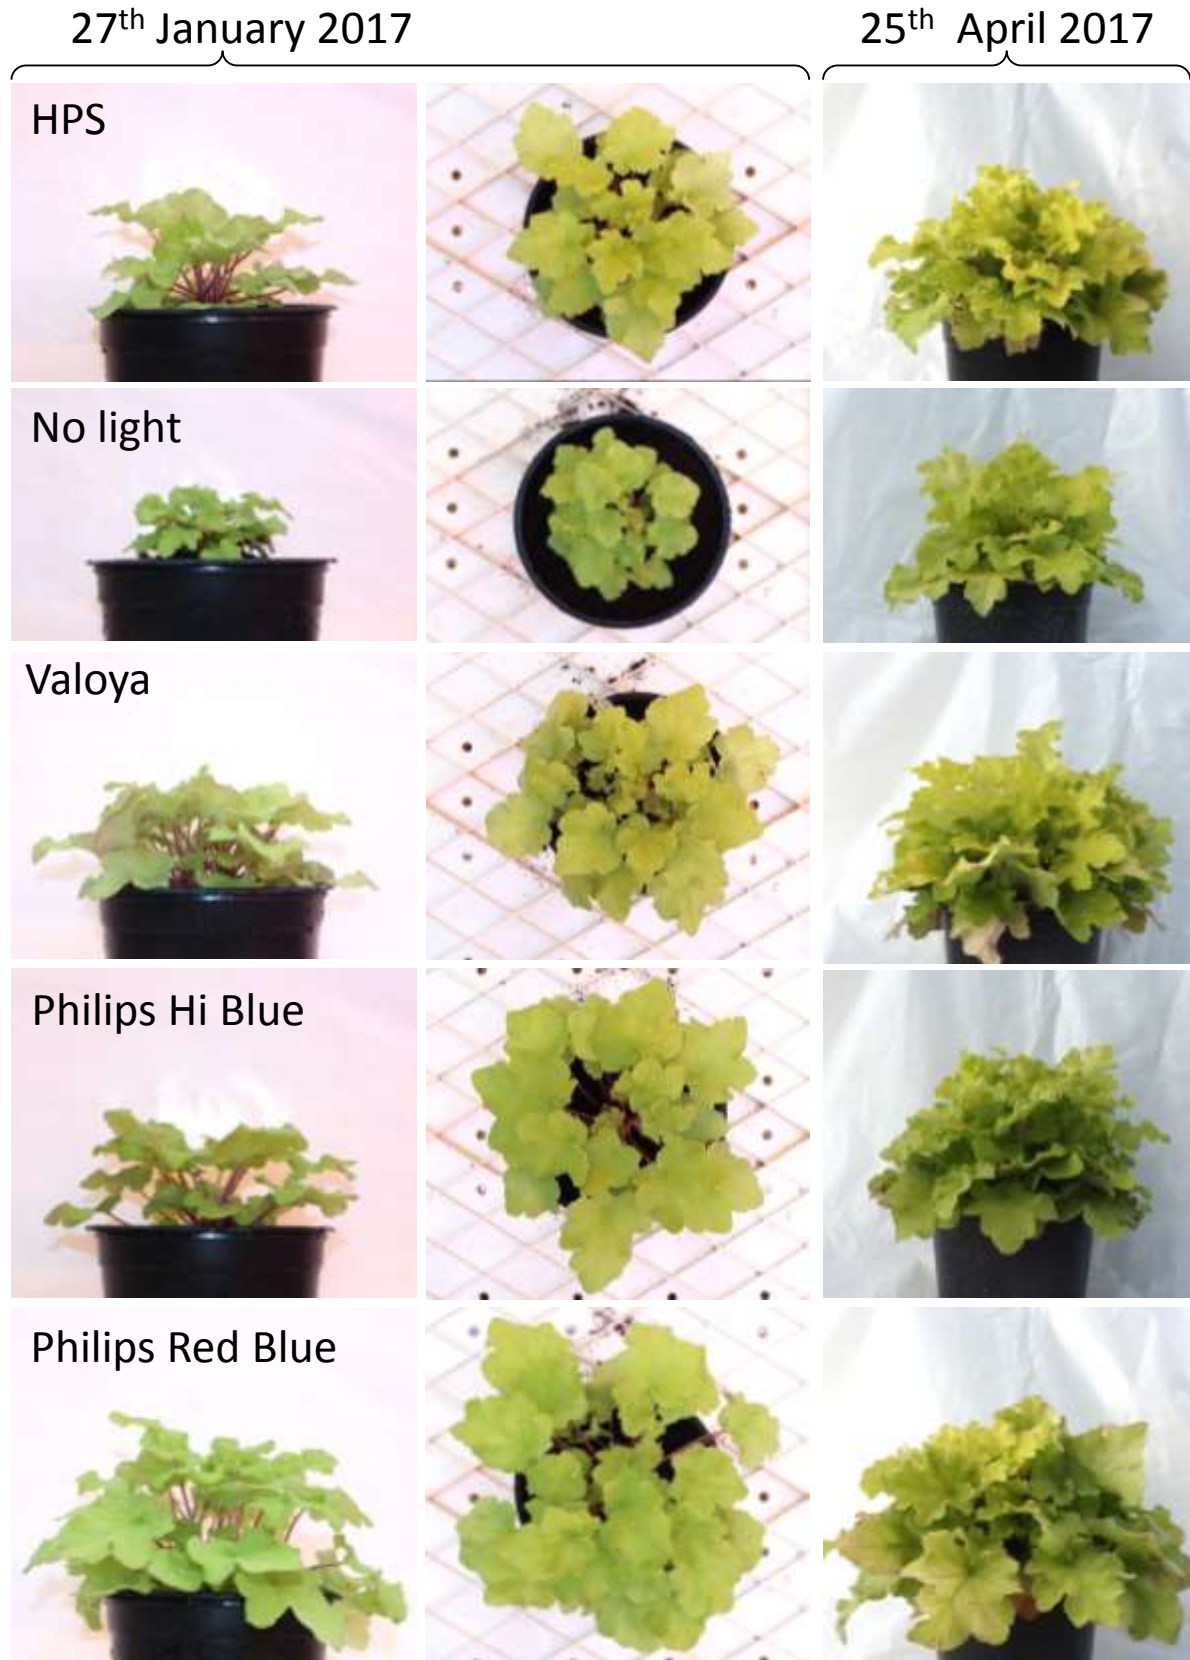 27th January 2017
25th April 2017
HPS
No light
Valoya
Philips Hi Blue
Philips Red Blue